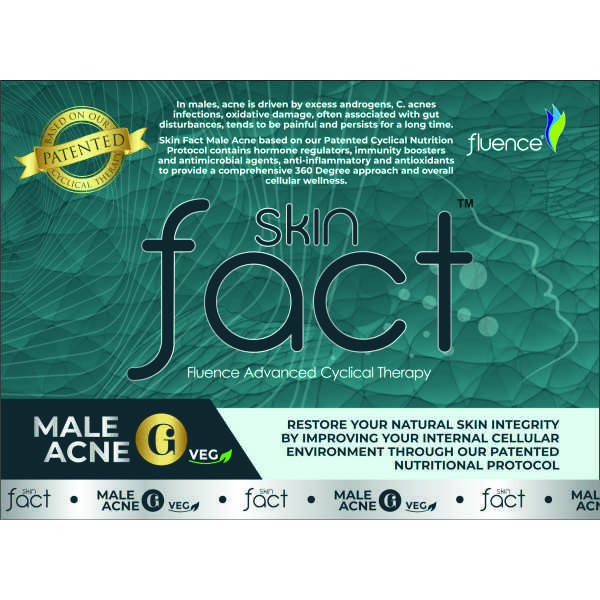 BASED ON OUR
PATENTED
CYCLICAL THERAPY
In males, acne is driven by excess androgens, C. acnes
infections, oxidative damage, often associated with gut
disturbances, tends to be painful and persists for a long time.
Skin Fact Male Acne based on our Patented Cyclical Nutrition
Protocol contains hormone regulators, immunity boosters
and antimicrobial agents, anti-inflammatory and antioxidants
to provide a comprehensive 360 Degree approach and overall
cellular wellness.
fluence®
skin
fact™
Fluence Advanced Cyclical Therapy
MALE
ACNE
G
VEG
RESTORE YOUR NATURAL SKIN INTEGRITY
BY IMPROVING YOUR INTERNAL CELLULAR
ENVIRONMENT THROUGH OUR PATENTED
NUTRITIONAL PROTOCOL
skin fact • MALE ACNE G VEG • skin fact • MALE ACNE G VEG • skin fact • MAL AC